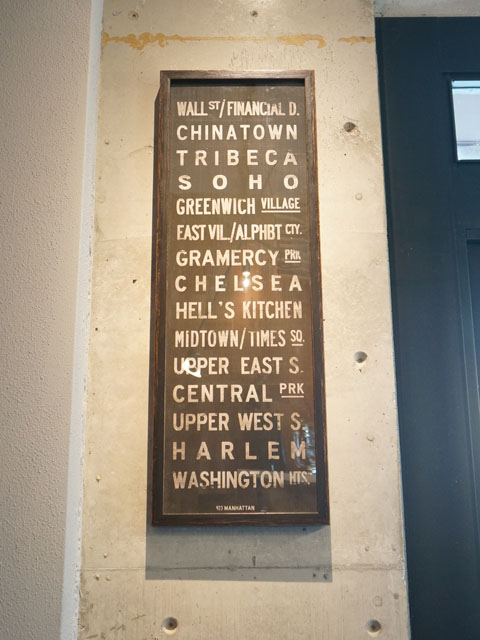 WALL ST/FINANCIAL D.
CHINATOWN
TRIBECA
SOHO
GREENWICH VILLAGE
EAST VIL./ALPHBT CTY.
GRAMERCY PRK
CHELSEA
HELL'S KITCHEN
MIDTOWN/TIMES SQ.
UPPER EAST S.
CENTRAL PRK
UPPER WEST S.
HARLEM
WASHINGTON HTS.
MANHATTAN